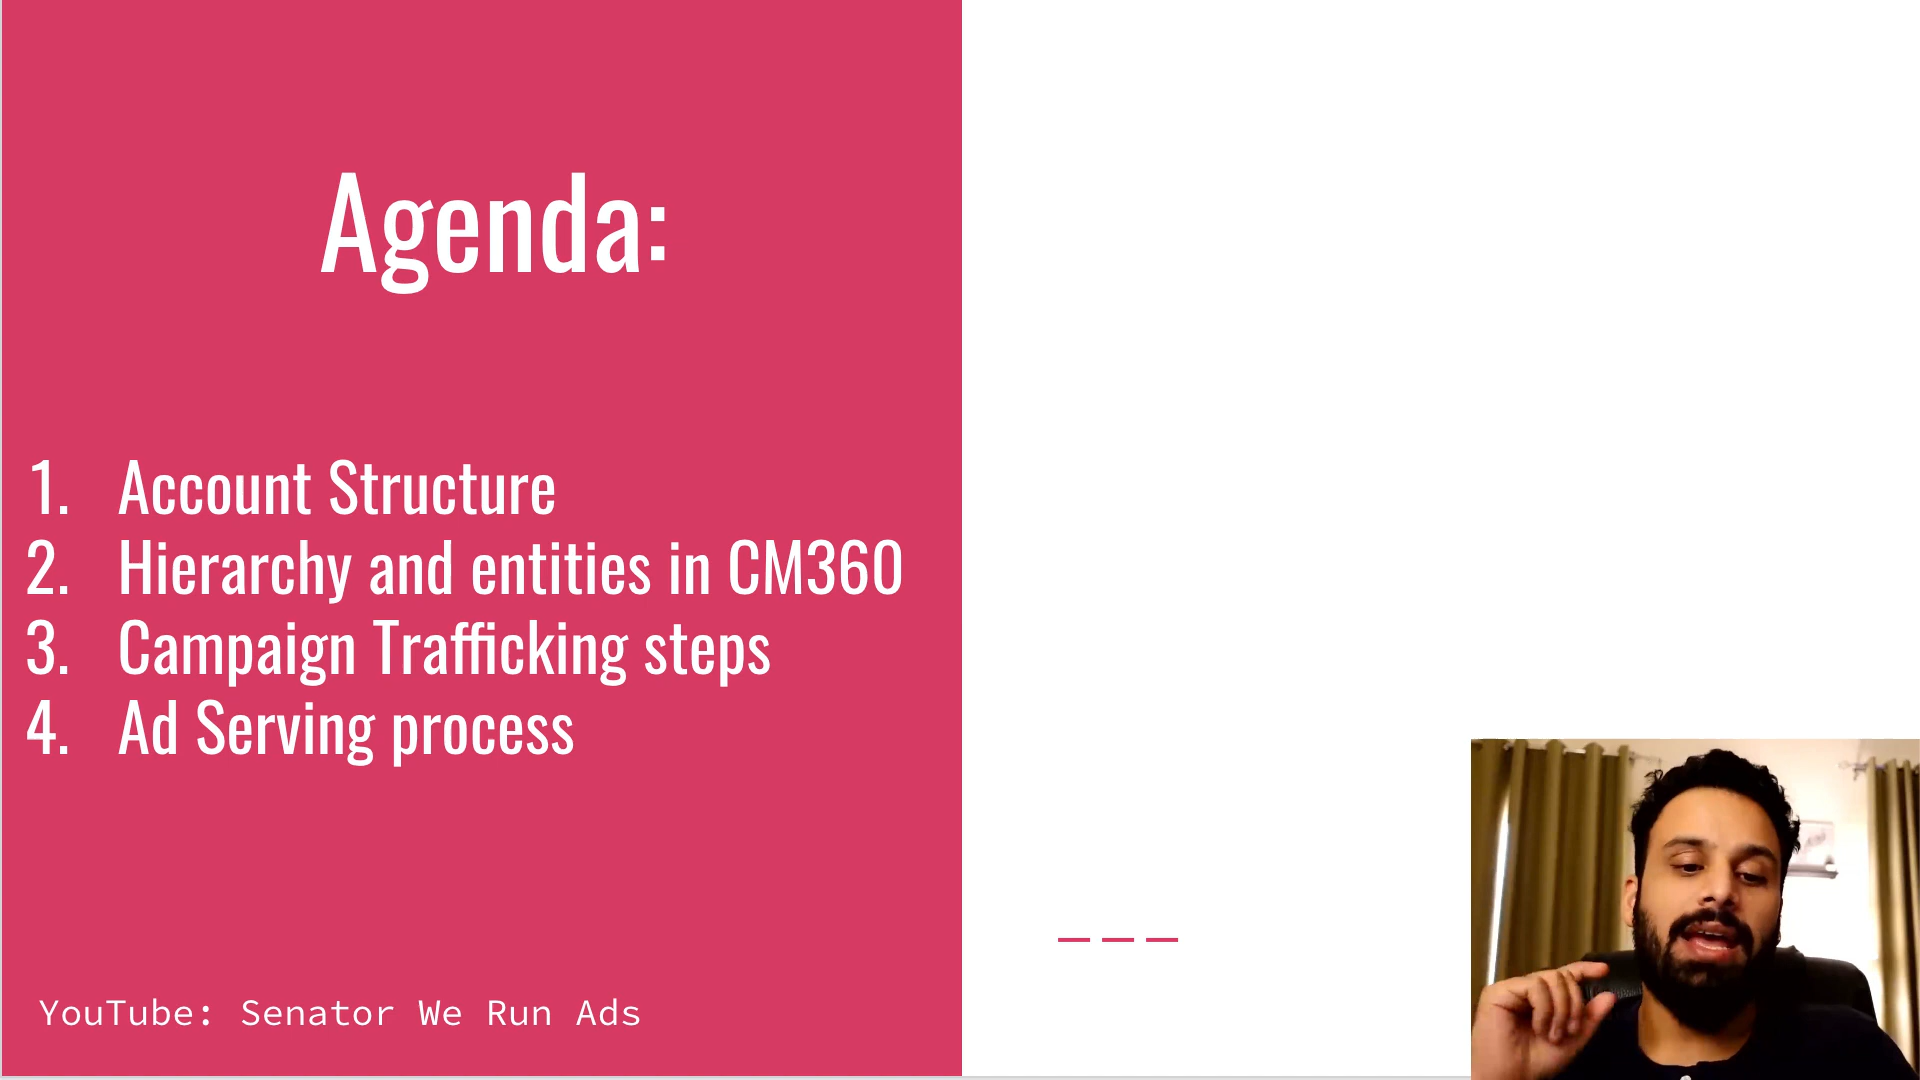 Agenda:
1. Account Structure
2. Hierarchy and entities in CM360
3. Campaign Trafficking steps
4. Ad Serving process
YouTube: Senator We Run Ads